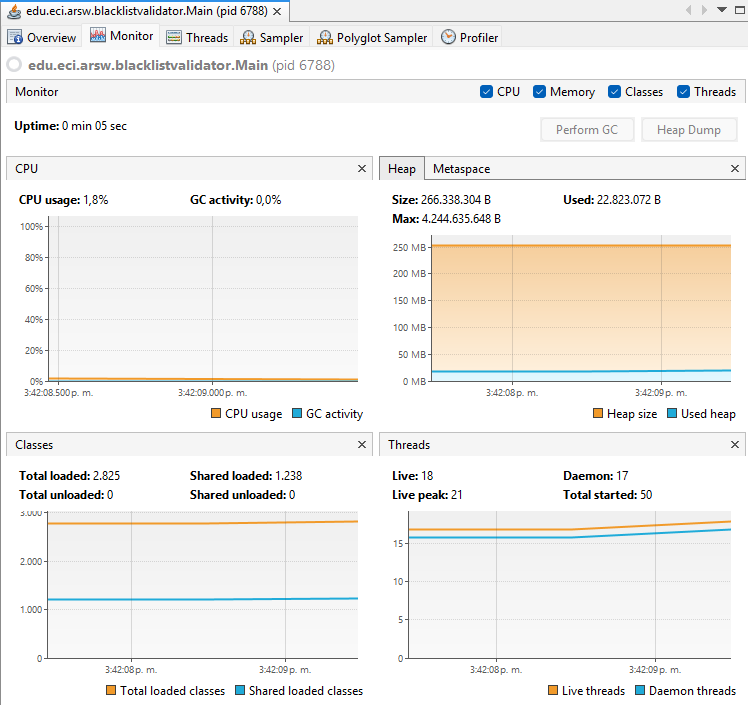 edu.eci.arsw.blacklistvalidator.Main (pid 6788)
Overview Monitor Threads Sampler Polyglot Sampler Profiler
edu.eci.arsw.blacklistvalidator.Main (pid 6788)
Monitor CPU Memory Classes Threads
Uptime: 0 min 05 sec
Perform GC Heap Dump
CPU
CPU usage: 1,8% GC activity: 0,0%
100%
80%
60%
40%
20%
0%
3:42:08.500 p. m. 3:42:09.000 p. m.
CPU usage GC activity
Heap Metaspace
Size: 266.338.304 B Used: 22.823.072 B
Max: 4.244.635.648 B
250 MB
200 MB
150 MB
100 MB
50 MB
0 MB
3:42:08 p. m. 3:42:09 p. m.
Heap size Used heap
Classes
Total loaded: 2.825 Shared loaded: 1.238
Total unloaded: 0 Shared unloaded: 0
3.000
2.000
1.000
0
3:42:08 p. m. 3:42:09 p. m.
Total loaded classes Shared loaded classes
Threads
Live: 18 Daemon: 17
Live peak: 21 Total started: 50
15
10
5
0
3:42:08 p. m. 3:42:09 p. m.
Live threads Daemon threads